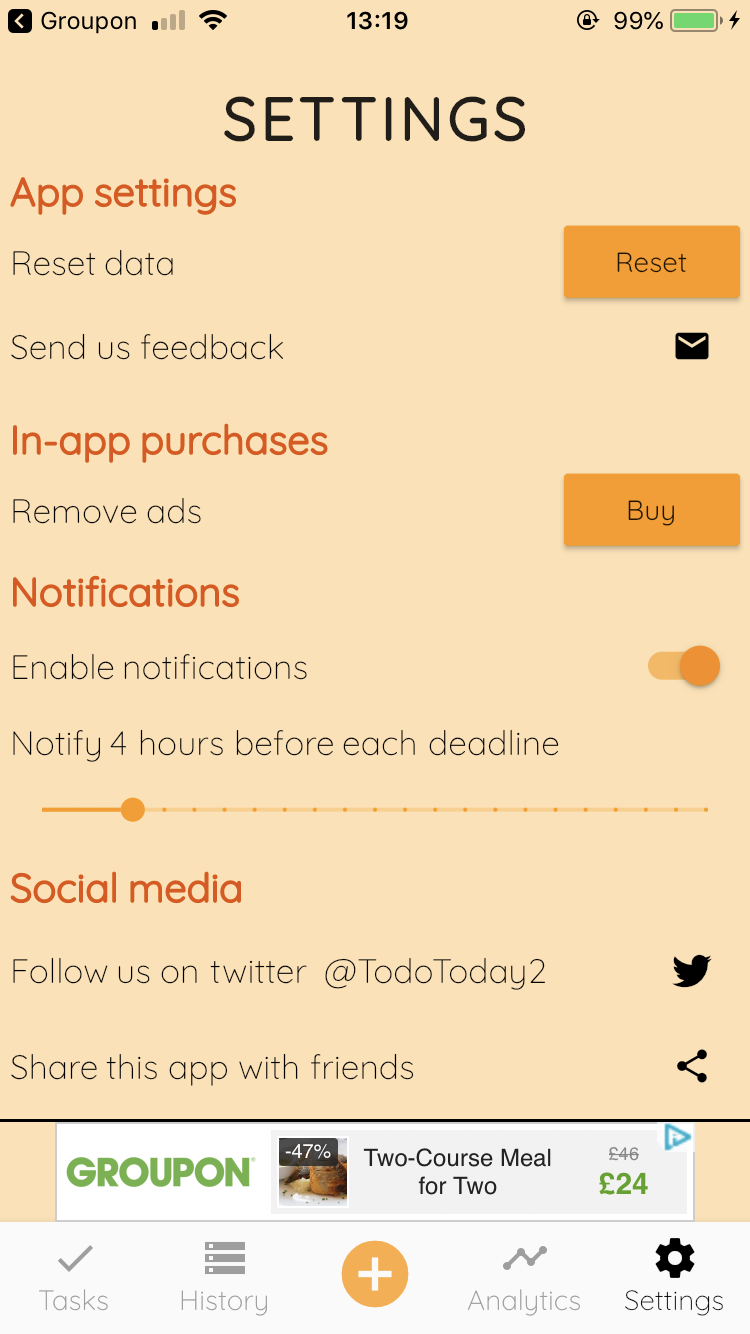 Groupon 13:19 99%
SETTINGS
App settings
Reset data Reset
Send us feedback
In-app purchases
Remove ads Buy
Notifications
Enable notifications
Notify 4 hours before each deadline
Social media
Follow us on twitter @TodoToday2
Share this app with friends
GROUPON
-47%
Two-Course Meal
for Two
£46
£24
Tasks History Analytics Settings